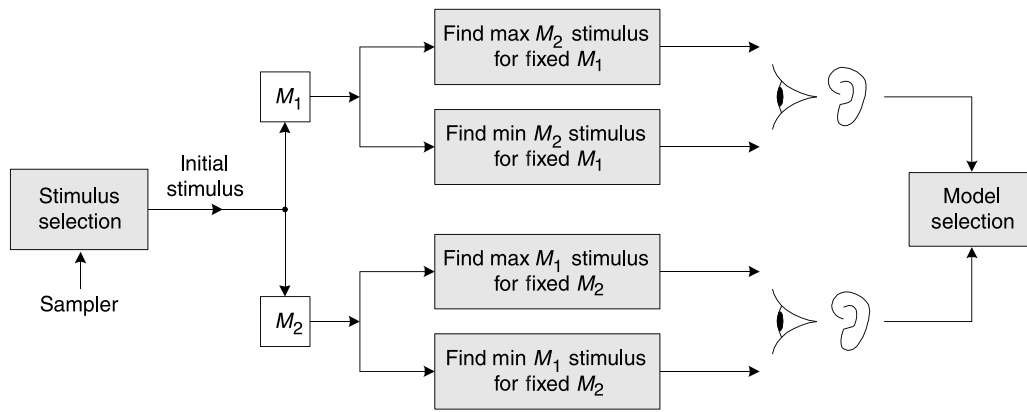 Stimulus
selection
Sampler
Initial
stimulus
M1
M2
Find max M2 stimulus
for fixed M1
Find min M2 stimulus
for fixed M1
Find max M1 stimulus
for fixed M2
Find min M1 stimulus
for fixed M2
Model
selection